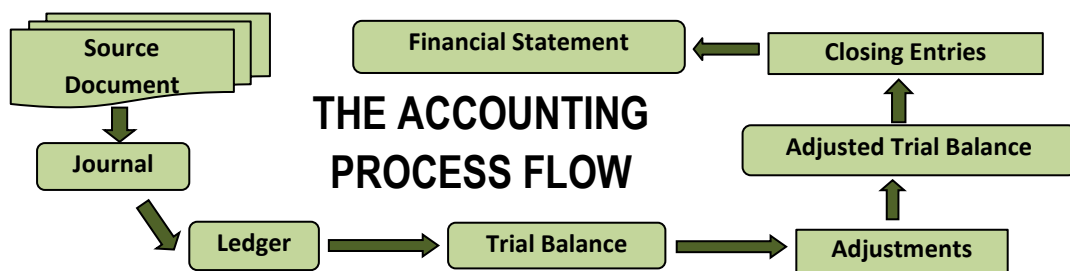 Source
Document
Financial Statement
Closing Entries
THE ACCOUNTING
PROCESS FLOW
Journal
Adjusted Trial Balance
Ledger
Trial Balance
Adjustments